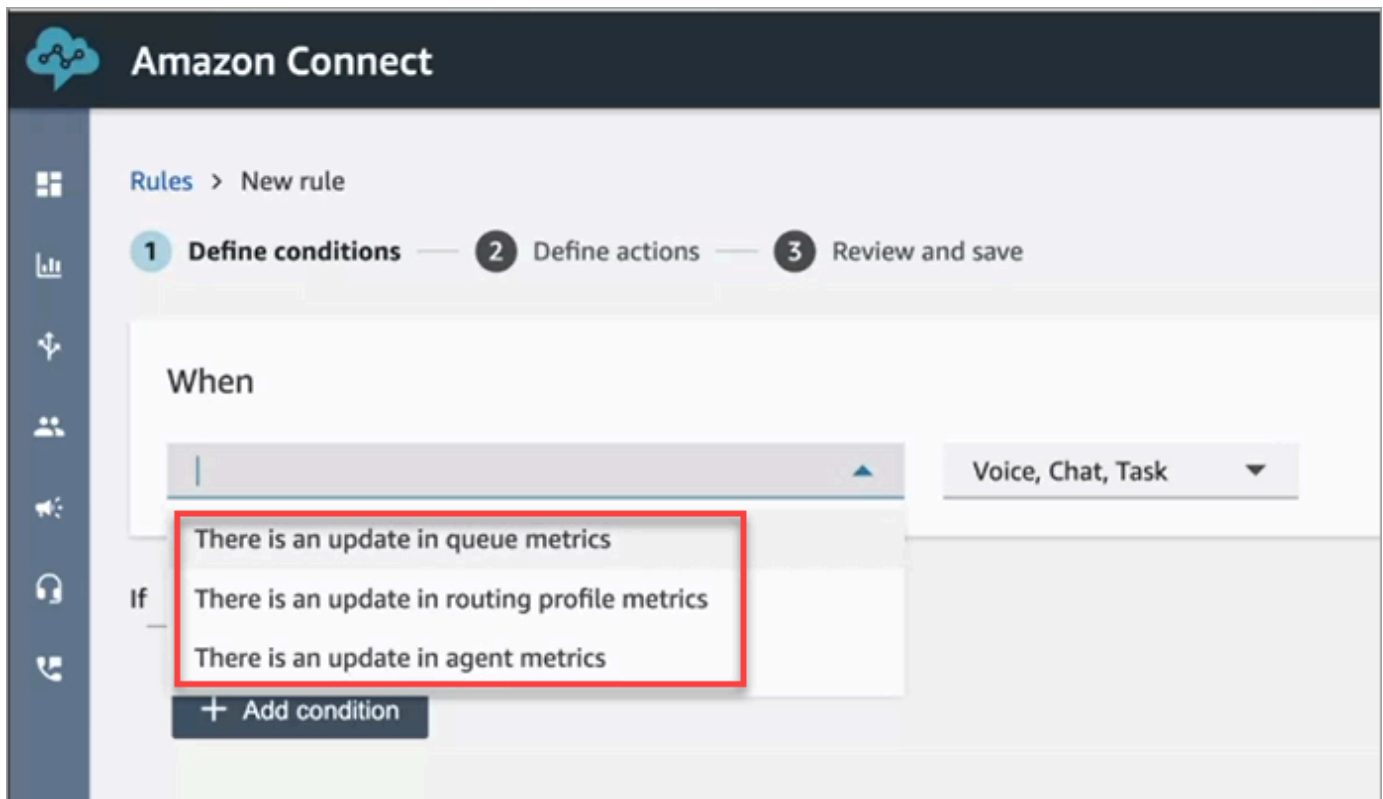 Amazon Connect
Rules > New rule
1 Define conditions 2 Define actions 3 Review and save
When
Voice, Chat, Task
There is an update in queue metrics
If
There is an update in routing profile metrics
There is an update in agent metrics
+ Add condition